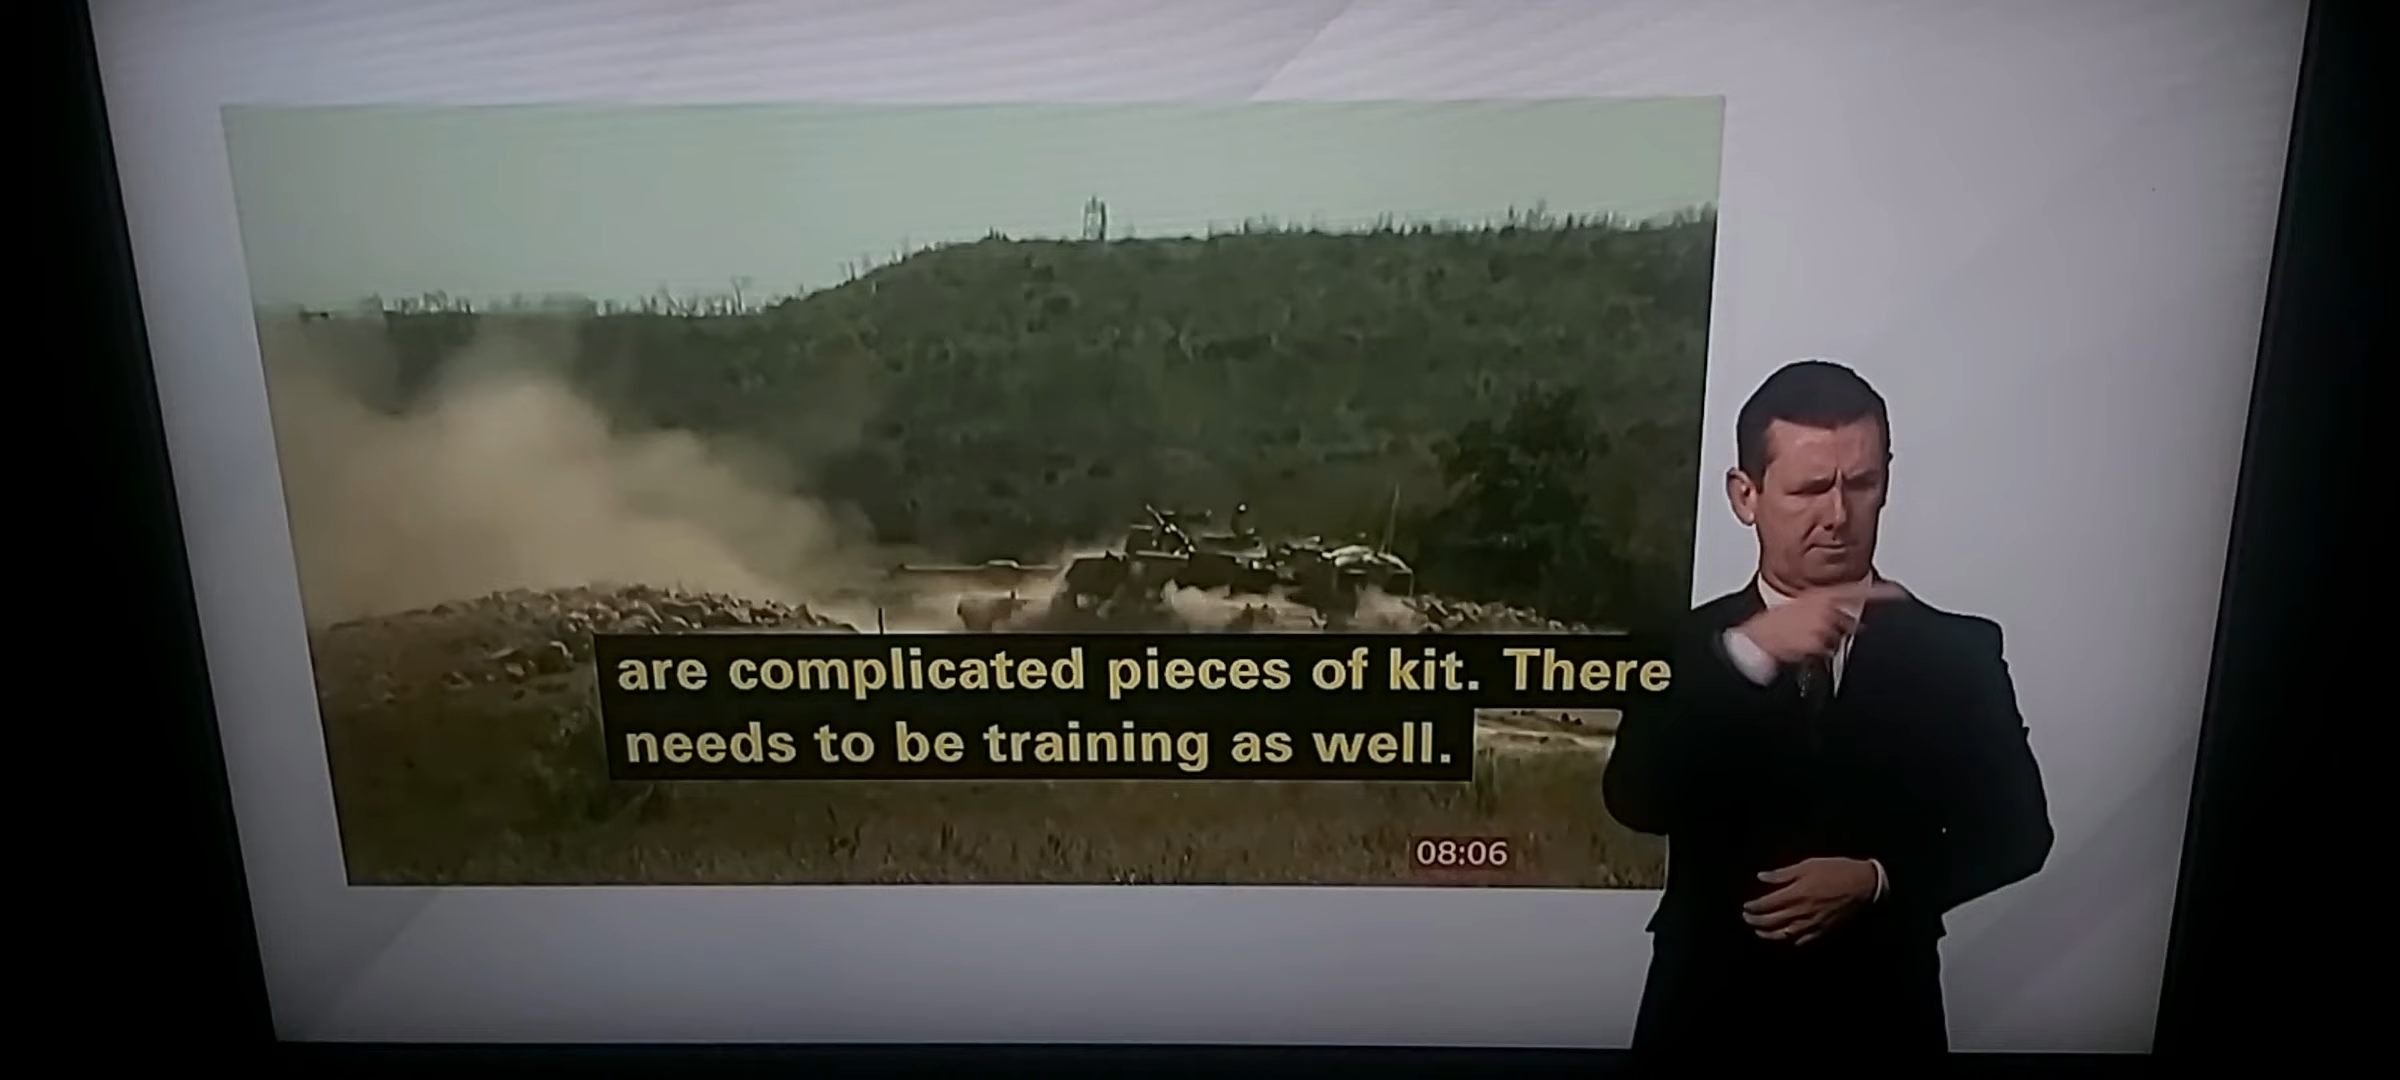 are complicated pieces of kit. There
needs to be training as well.
08:06